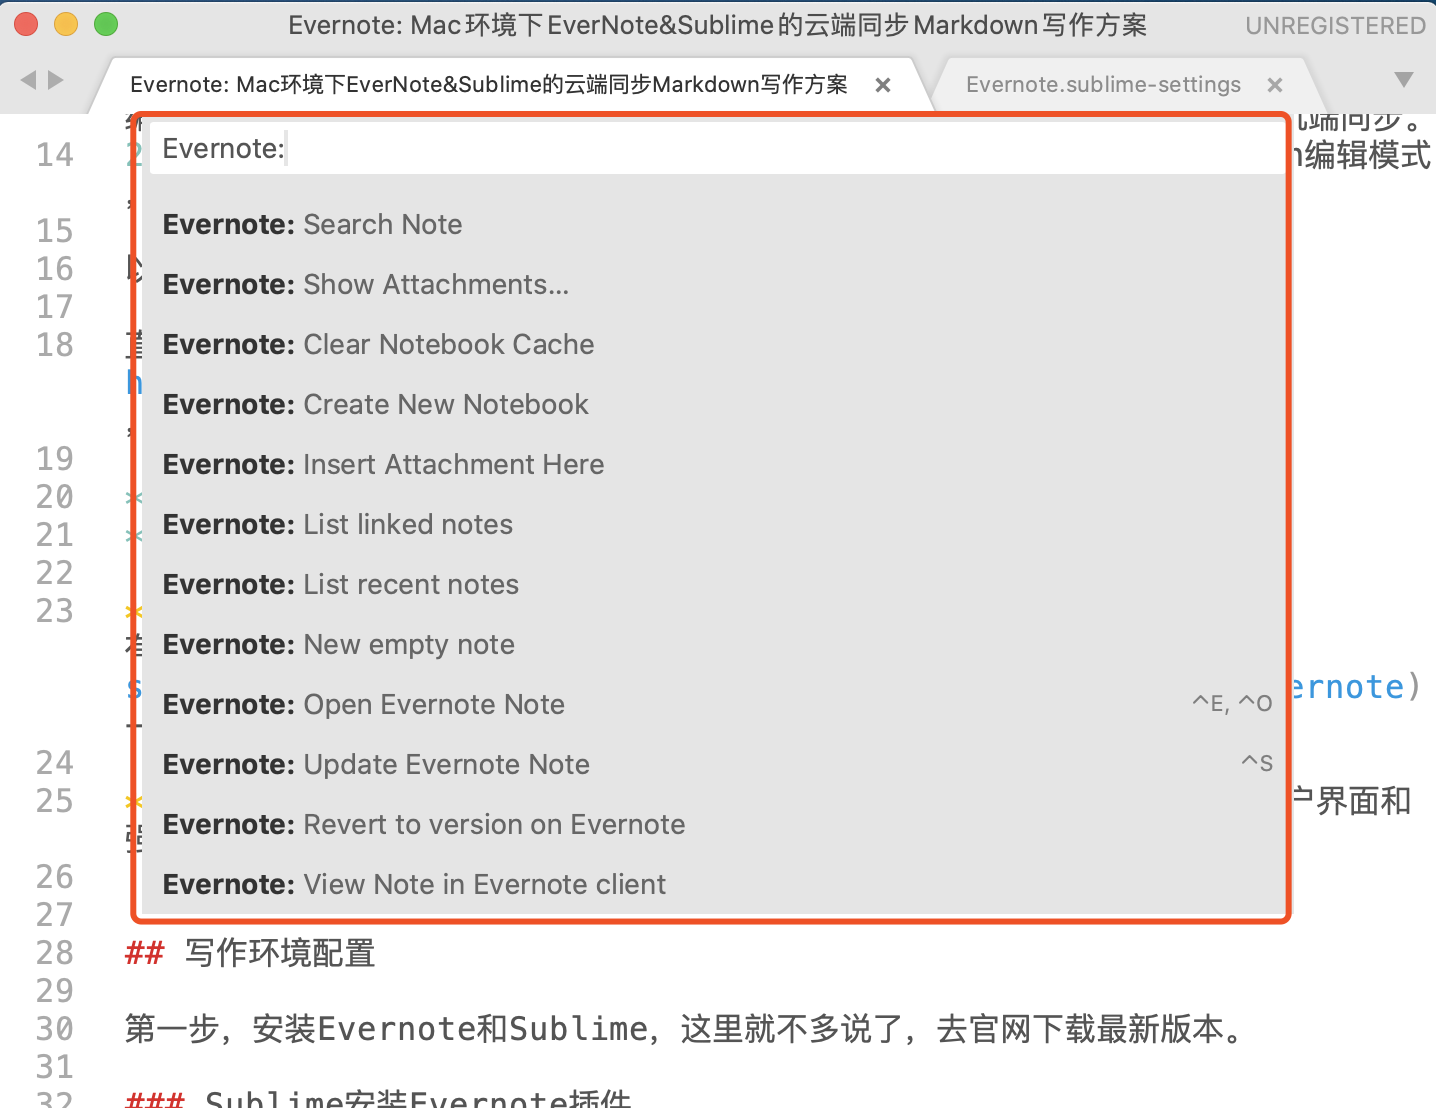 Evernote: Mac环境下EverNote&Sublime的云端同步Markdown写作方案
UNREGISTERED
Evernote: Mac环境下EverNote&Sublime的云端同步Markdown写作方案 ×
Evernote.sublime-settings ×
端同步。
14 编辑模式
15
16
17
18
19
20
21
22
23
ernote)
24
25 户界面和
26
27
Evernote:
Evernote: Search Note
Evernote: Show Attachments...
Evernote: Clear Notebook Cache
Evernote: Create New Notebook
Evernote: Insert Attachment Here
Evernote: List linked notes
Evernote: List recent notes
Evernote: New empty note
Evernote: Open Evernote Note ^E, ^O
Evernote: Update Evernote Note ^S
Evernote: Revert to version on Evernote
Evernote: View Note in Evernote client
28 ## 写作环境配置
29
30 第一步，安装Evernote和Sublime，这里就不多说了，去官网下载最新版本。
31
32 ### Sublime安装Evernote插件